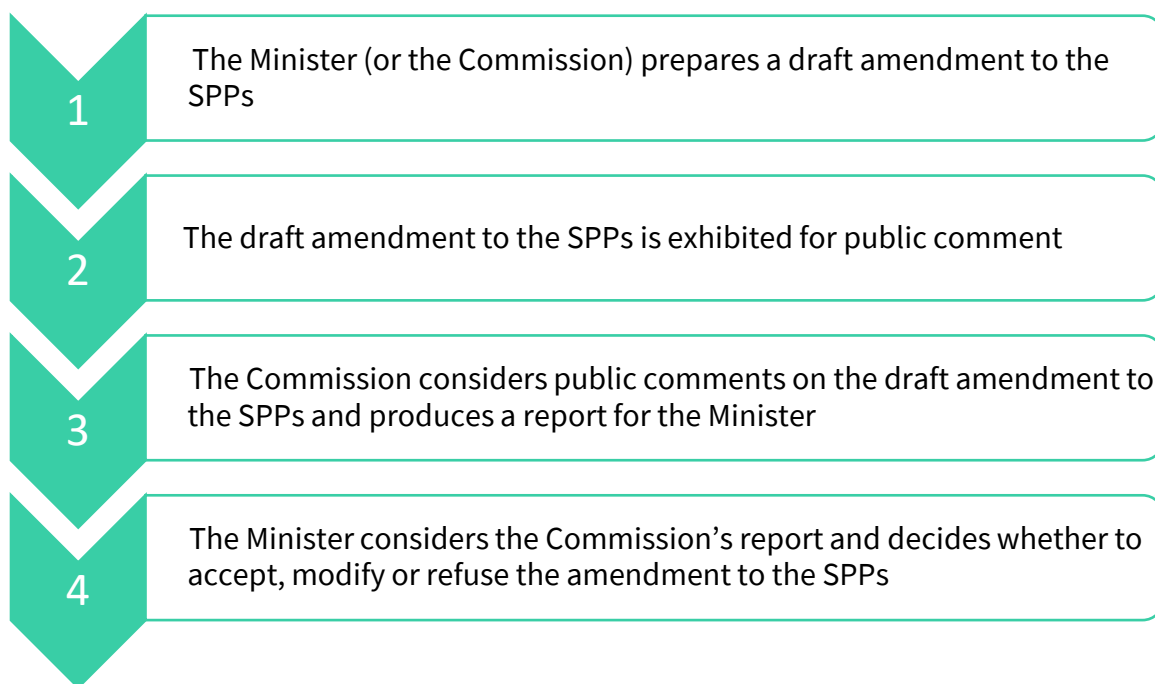 1
The Minister (or the Commission) prepares a draft amendment to the
SPPs
2
The draft amendment to the SPPs is exhibited for public comment
3
The Commission considers public comments on the draft amendment to
the SPPs and produces a report for the Minister
4
The Minister considers the Commission’s report and decides whether to
accept, modify or refuse the amendment to the SPPs